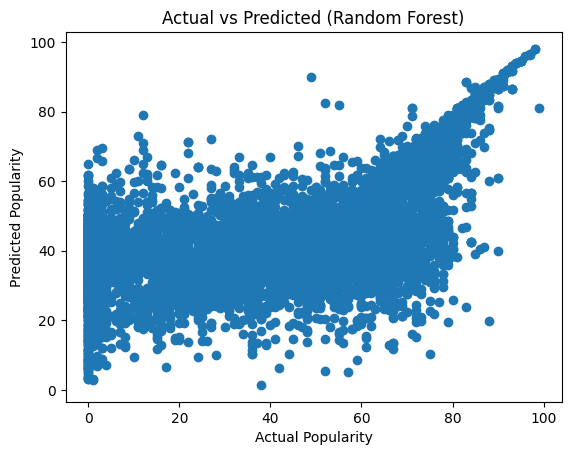 Actual vs Predicted (Random Forest)
100
80
60
40
20
0
Predicted Popularity
0 20 40 60 80 100
Actual Popularity